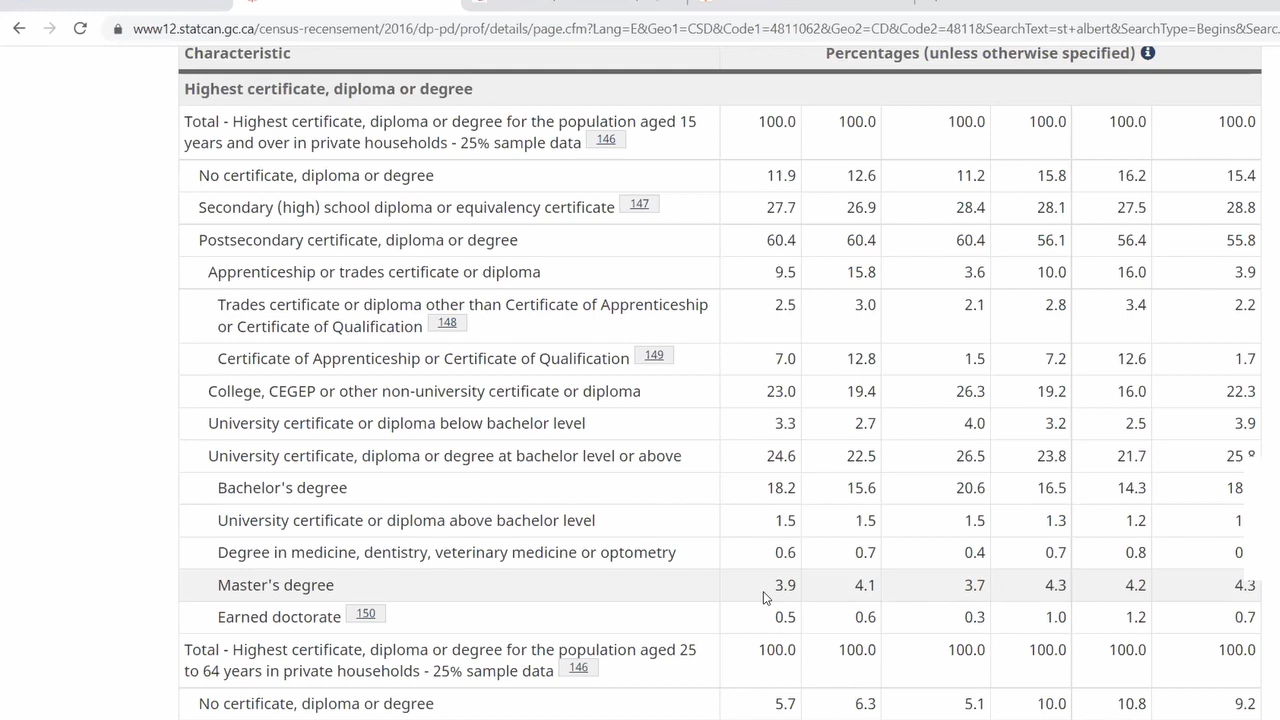 www12.statcan.gc.ca/census-recensement/2016/dp-pd/prof/details/page.cfm?Lang=E&Geo1=CSD&Code1=4811062&Geo2=CD&Code2=4811&SearchText=st+albert&SearchType=Begins&Searc
Characteristic Percentages (unless otherwise specified)
Highest certificate, diploma or degree
Total - Highest certificate, diploma or degree for the population aged 15 100.0 100.0 100.0 100.0 100.0 100.0
years and over in private households - 25% sample data 146
No certificate, diploma or degree 11.9 12.6 11.2 15.8 16.2 15.4
Secondary (high) school diploma or equivalency certificate 147 27.7 26.9 28.4 28.1 27.5 28.8
Postsecondary certificate, diploma or degree 60.4 60.4 60.4 56.1 56.4 55.8
Apprenticeship or trades certificate or diploma 9.5 15.8 3.6 10.0 16.0 3.9
Trades certificate or diploma other than Certificate of Apprenticeship 2.5 3.0 2.1 2.8 3.4 2.2
or Certificate of Qualification 148
Certificate of Apprenticeship or Certificate of Qualification 149 7.0 12.8 1.5 7.2 12.6 1.7
College, CEGEP or other non-university certificate or diploma 23.0 19.4 26.3 19.2 16.0 22.3
University certificate or diploma below bachelor level 3.3 2.7 4.0 3.2 2.5 3.9
University certificate, diploma or degree at bachelor level or above 24.6 22.5 26.5 23.8 21.7 25
Bachelor's degree 18.2 15.6 20.6 16.5 14.3 18
University certificate or diploma above bachelor level 1.5 1.5 1.5 1.3 1.2 1
Degree in medicine, dentistry, veterinary medicine or optometry 0.6 0.7 0.4 0.7 0.8 0
Master's degree 3.9 4.1 3.7 4.3 4.2 4.3
Earned doctorate 150 0.5 0.6 0.3 1.0 1.2 0.7
Total - Highest certificate, diploma or degree for the population aged 25 100.0 100.0 100.0 100.0 100.0 100.0
to 64 years in private households - 25% sample data 146
No certificate, diploma or degree 5.7 6.3 5.1 10.0 10.8 9.2